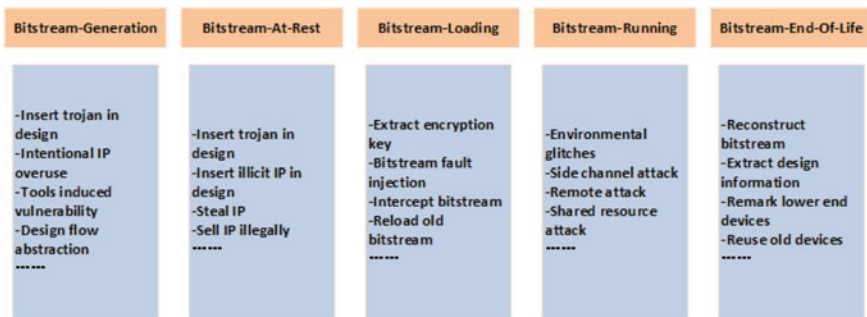 Bitstream-Generation
-Insert trojan in
design
-Intentional IP
overuse
-Tools induced
vulnerability
-Design flow
abstraction
------
Bitstream-At-Rest
-Insert trojan in
design
-Insert illicit IP in
design
-Steal IP
-Sell IP illegally
------
Bitstream-Loading
-Extract encryption
key
-Bitstream fault
injection
-Intercept bitstream
-Reload old
bitstream
------
Bitstream-Running
-Environmental
glitches
-Side channel attack
-Remote attack
-Shared resource
attack
------
Bitstream-End-Of-Life
-Reconstruct
bitstream
-Extract design
information
-Remark lower end
devices
-Reuse old devices
------